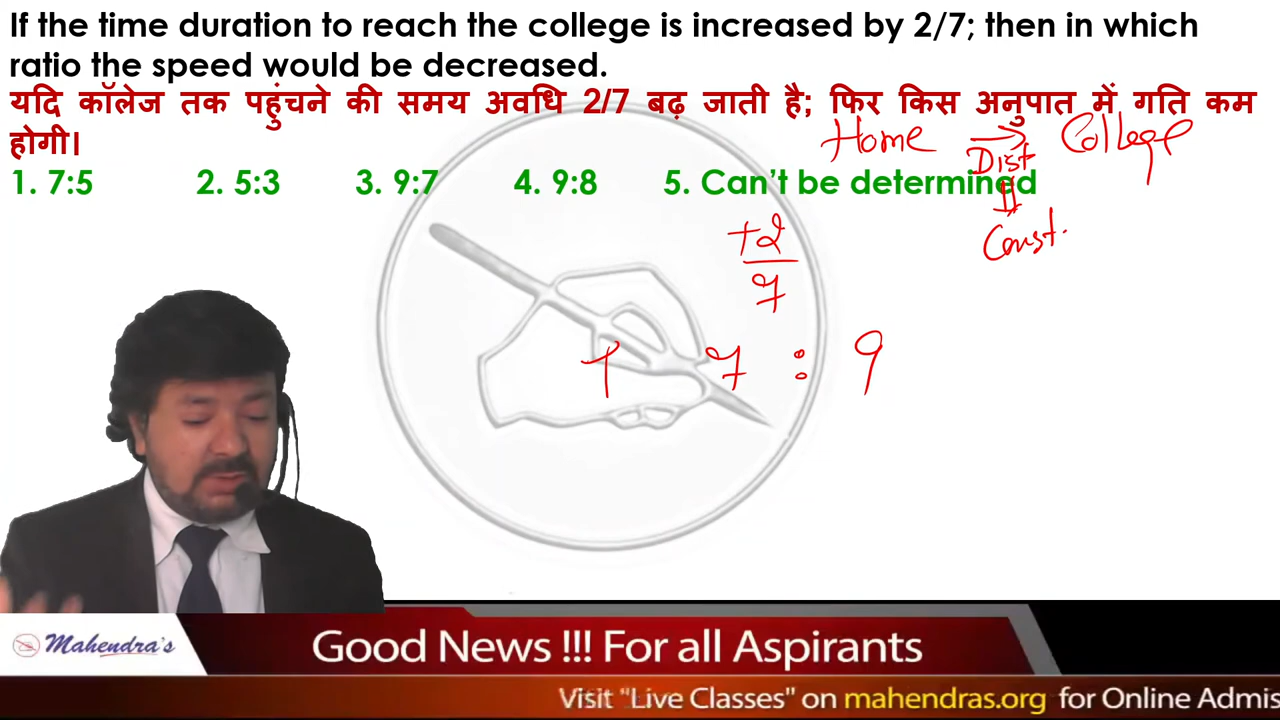 If the time duration to reach the college is increased by 2/7; then in which
ratio the speed would be decreased.
यदि कॉलेज तक पहुंचने की समय अवधि 2/7 बढ़ जाती है; फिर किस अनुपात में गति कम
होगी।
Home → College
Dist
Const.
1. 7:5 2. 5:3 3. 9:7 4. 9:8 5. Can't be determined
+2
7
T 7 : 9
Mahendra's
Good News !!! For all Aspirants
Visit "Live Classes" on mahendras.org for Online Admis